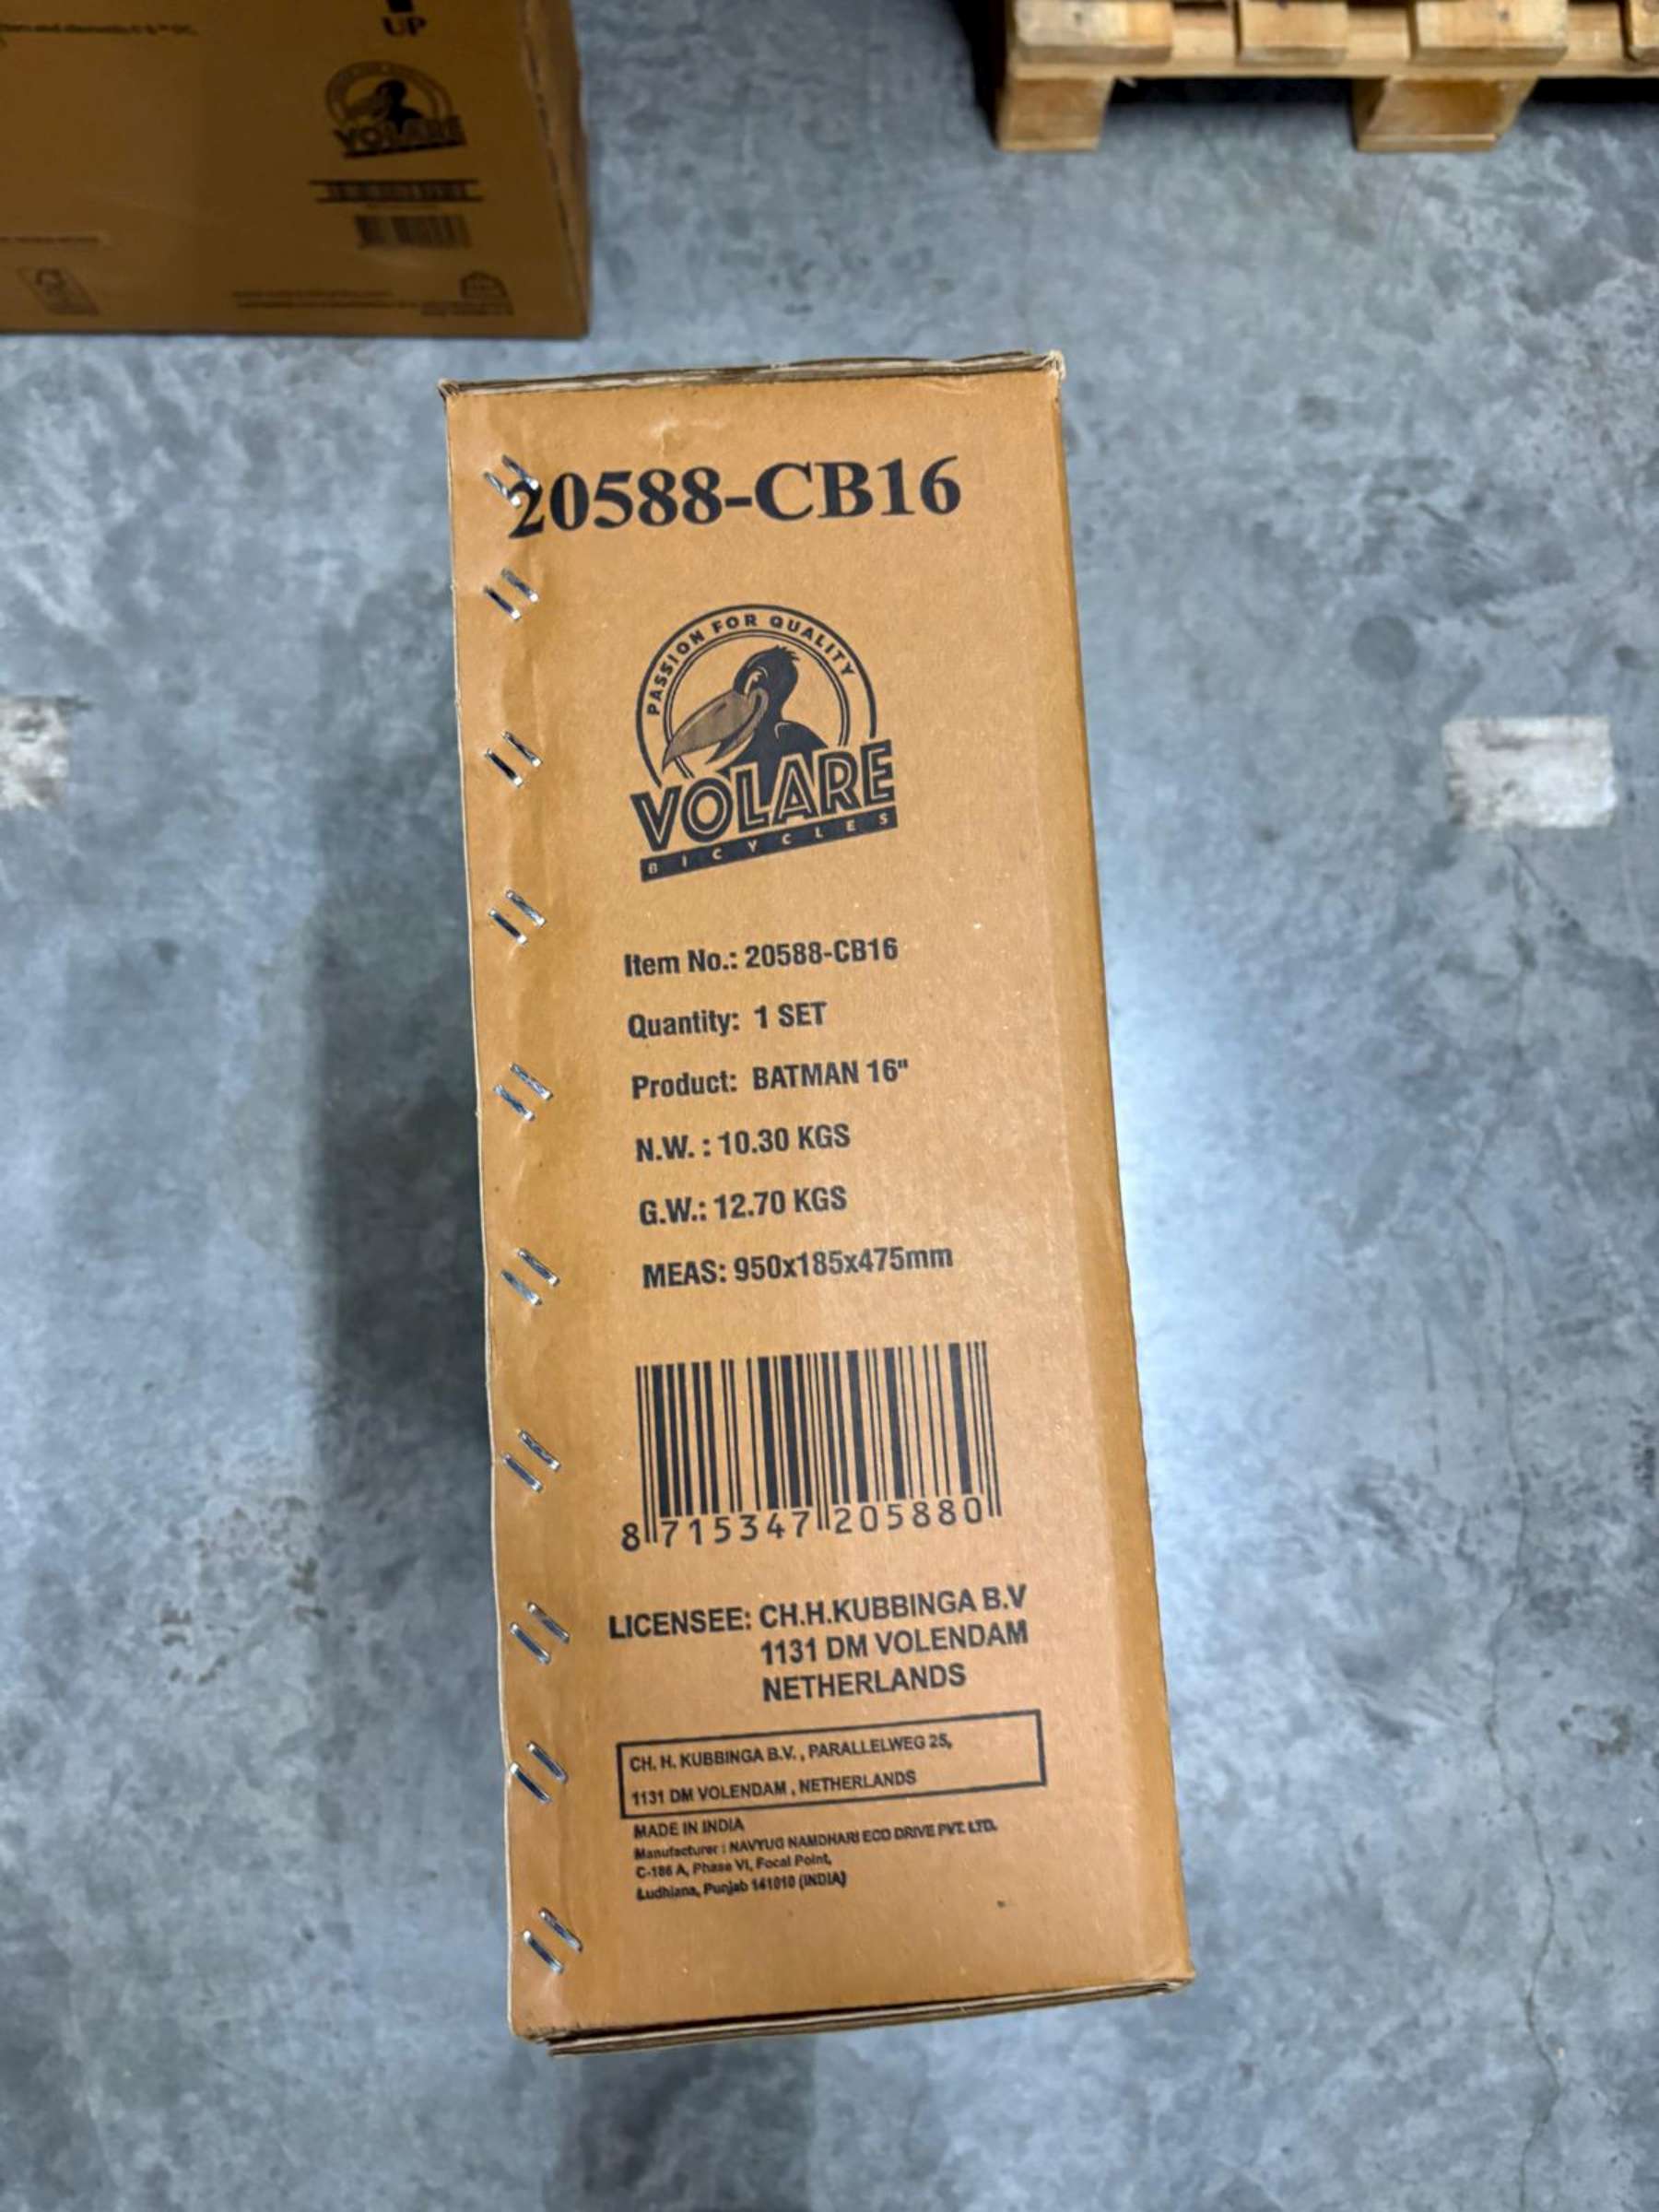 UP
VOLARE
20588-CB16
PASSION FOR QUALITY
VOLARE
BICYCLES
Item No.: 20588-CB16
Quantity: 1 SET
Product: BATMAN 16"
N.W. : 10.30 KGS
G.W.: 12.70 KGS
MEAS: 950x185x475mm
8 715347 205880
LICENSEE: CH.H.KUBBINGA B.V
1131 DM VOLENDAM
NETHERLANDS
CH. H. KUBBINGA B.V. , PARALLELWEG 25,
1131 DM VOLENDAM , NETHERLANDS
MADE IN INDIA
Manufacturer : NAVYUG NAMDHARI ECO DRIVE PVT. LTD.
C-186 A, Phase VI, Focal Point,
Ludhiana, Punjab 141010 (INDIA)